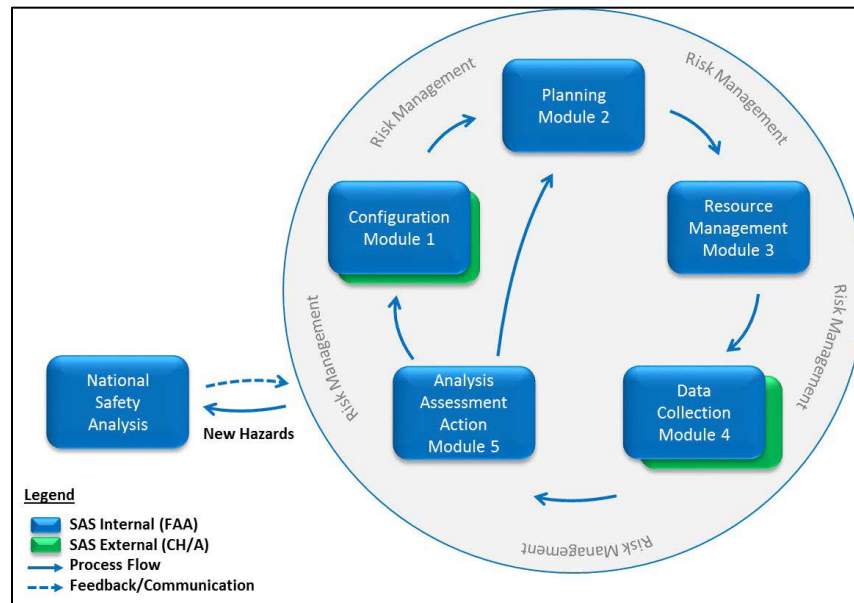 Risk Management
Risk Management
Planning
Module 2
Configuration
Module 1
Resource
Management
Module 3
Risk Management
Risk Management
National
Safety
Analysis
New Hazards
Analysis
Assessment
Action
Module 5
Data
Collection
Module 4
Risk Management
Legend
SAS Internal (FAA)
SAS External (CH/A)
Process Flow
Feedback/Communication